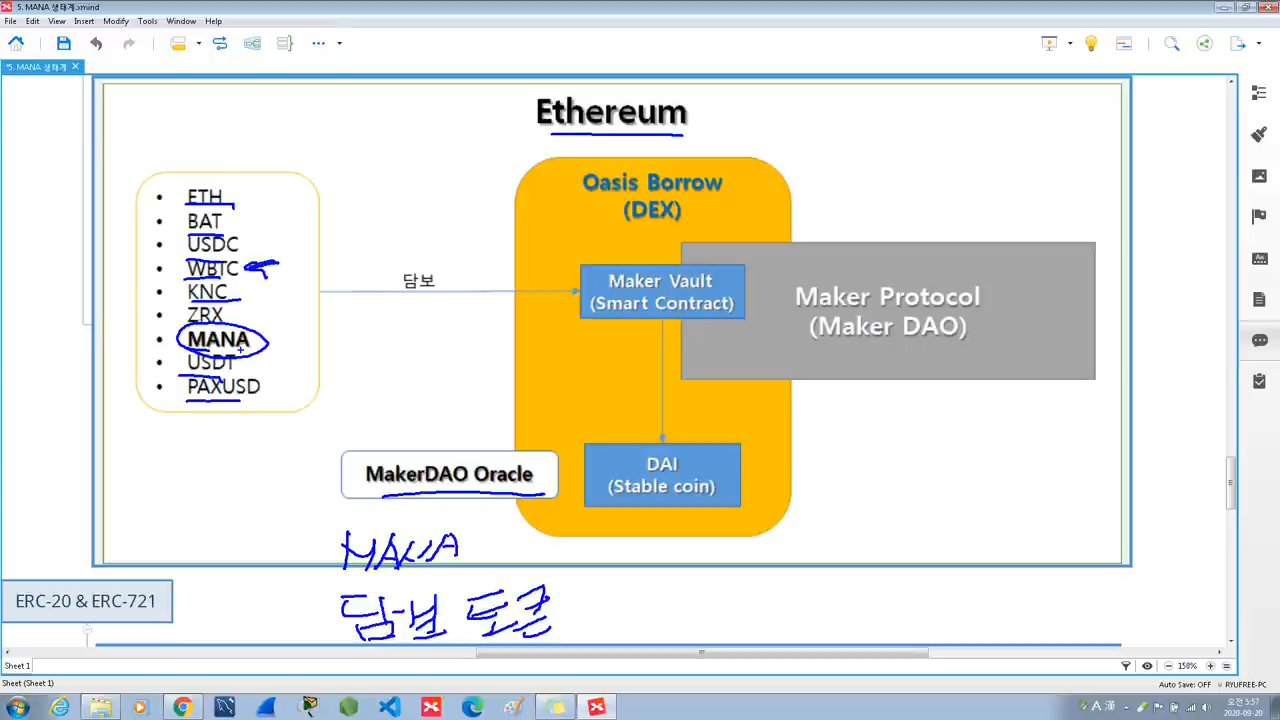 5. MANA 생태계.xmind
File Edit View Insert Modify Tools Window Help
*5. MANA 생태계
Ethereum
• ETH
• BAT
• USDC
• WBTC
• KNC
• ZRX
• MANA
• USDT
• PAXUSD
담보
Oasis Borrow
(DEX)
Maker Vault
(Smart Contract)
Maker Protocol
(Maker DAO)
MakerDAO Oracle
DAI
(Stable coin)
MANA
담보 토큰
ERC-20 & ERC-721
Sheet 1
150%
Sheet (Sheet 1)
Auto Save: OFF
RYUFREE-PC
A 漢
오전 5:57
2020-09-20